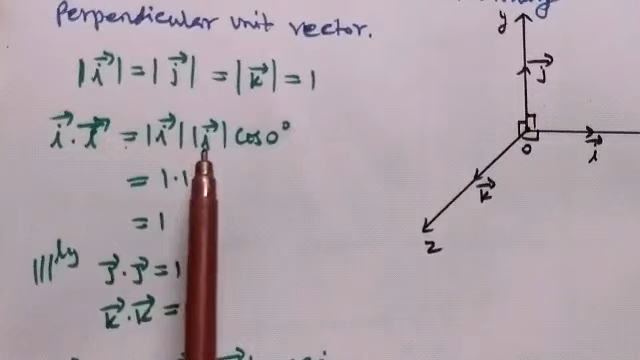 Perpendicular unit vector.
|i⃗| = |j⃗| = |k⃗| = 1
i⃗ . i⃗ = |i⃗| |i⃗| cos 0°
= 1 · 1
= 1
|||ly j⃗ . j⃗ = 1
k⃗ . k⃗ =
y
j⃗
o
i⃗
k⃗
z